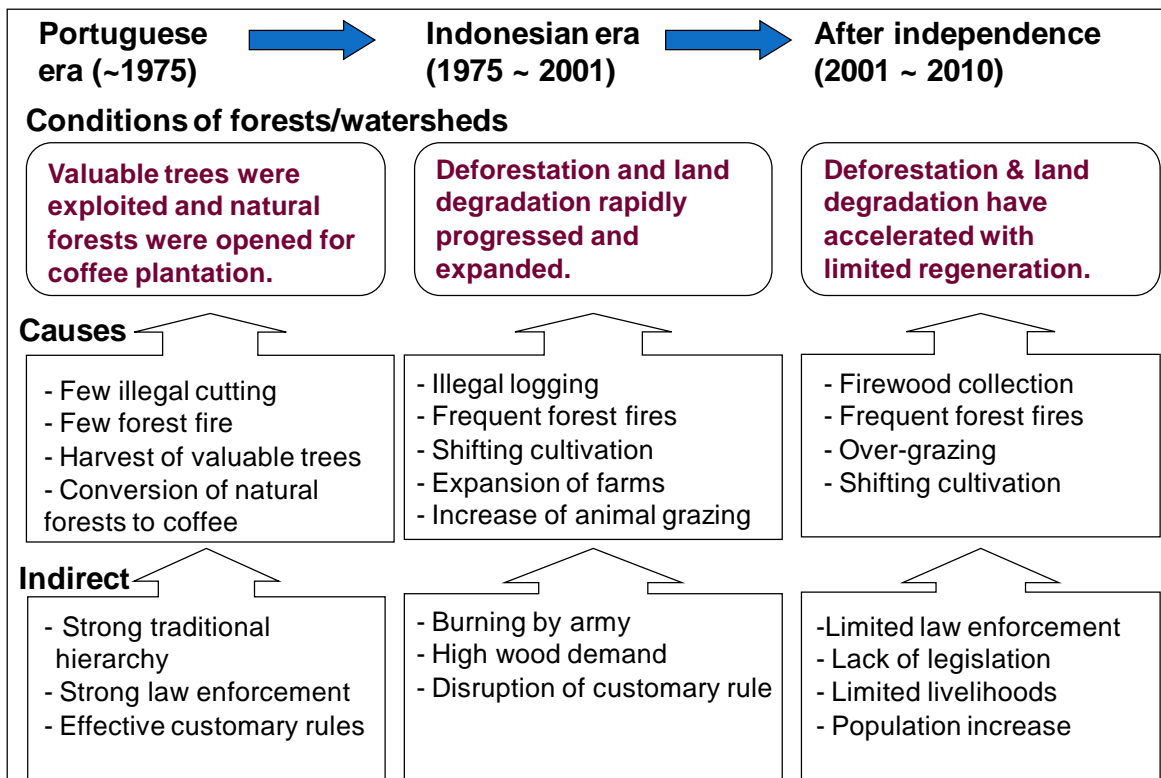 Portuguese
era (~1975)
Indonesian era
(1975 ~ 2001)
After independence
(2001 ~ 2010)
Conditions of forests/watersheds
Valuable trees were
exploited and natural
forests were opened for
coffee plantation.
Deforestation and land
degradation rapidly
progressed and
expanded.
Deforestation & land
degradation have
accelerated with
limited regeneration.
Causes
- Few illegal cutting
- Few forest fire
- Harvest of valuable trees
- Conversion of natural
forests to coffee
- Illegal logging
- Frequent forest fires
- Shifting cultivation
- Expansion of farms
- Increase of animal grazing
- Firewood collection
- Frequent forest fires
- Over-grazing
- Shifting cultivation
Indirect
- Strong traditional
hierarchy
- Strong law enforcement
- Effective customary rules
- Burning by army
- High wood demand
- Disruption of customary rule
-Limited law enforcement
- Lack of legislation
- Limited livelihoods
- Population increase